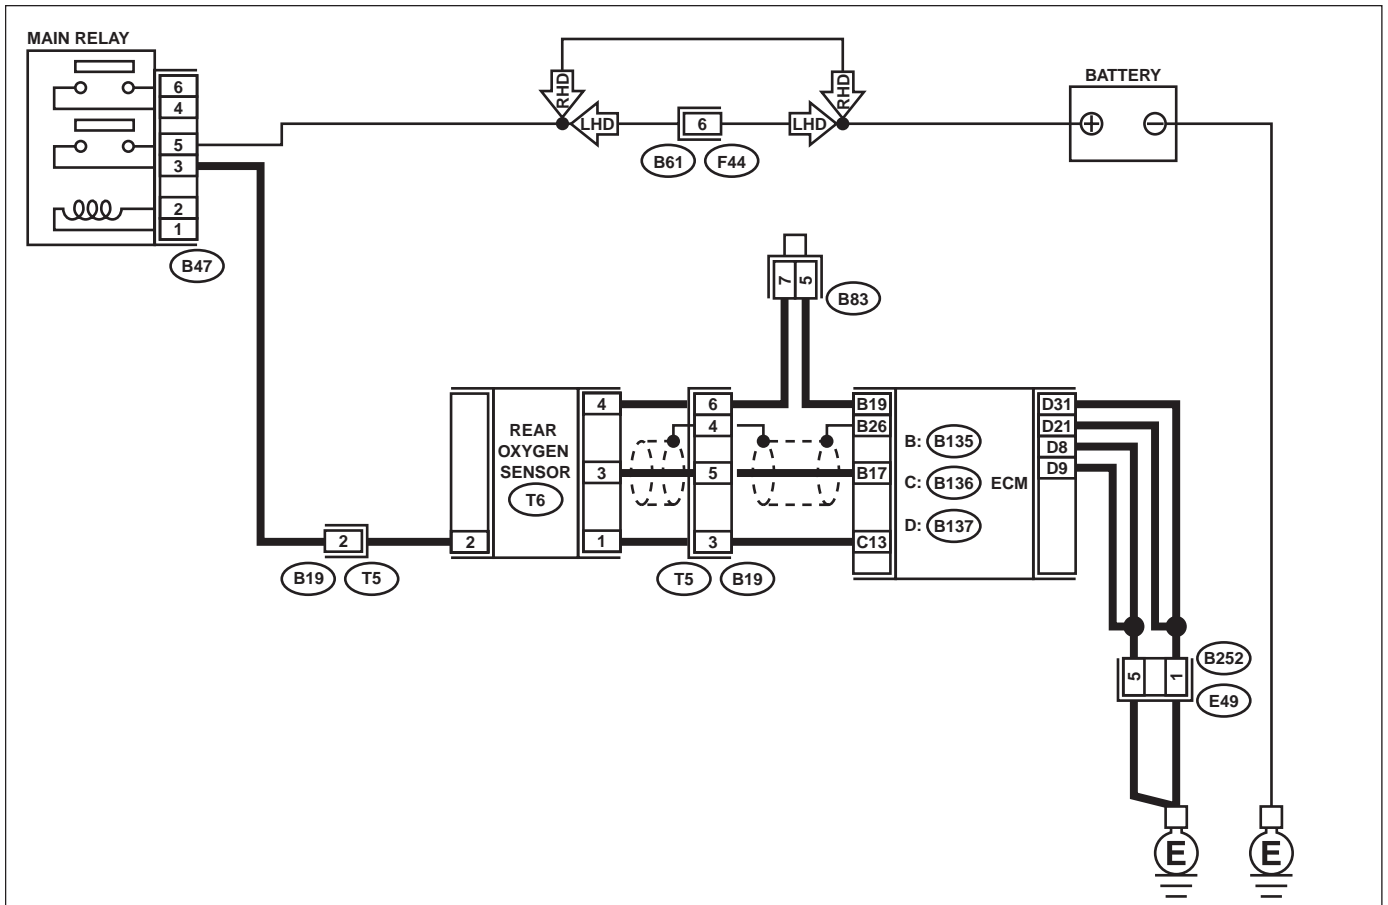 MAIN RELAY
6
4
5
3
2
1
B47
RHD
RHD
LHD
6
LHD
B61
F44
BATTERY
7
5
B83
2
B19
T5
2
REAR
OXYGEN
SENSOR
T6
4
3
1
6
4
5
3
T5
B19
B19
B26
B17
C13
B: B135
C: B136 ECM
D: B137
D31
D21
D8
D9
5
1
B252
E49
E
E